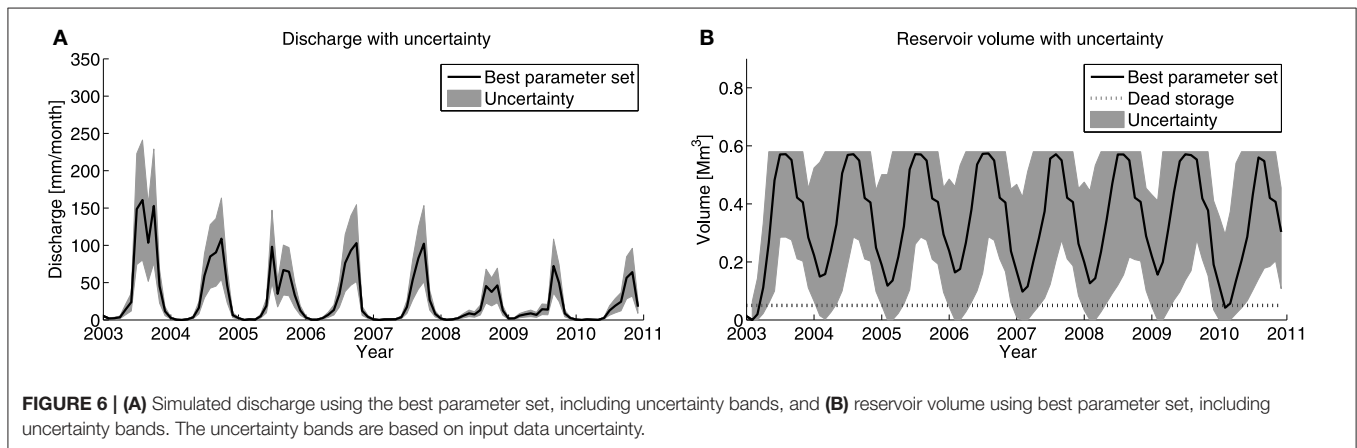 A
Discharge with uncertainty
350
300
250
200
150
100
50
0
Discharge [mm/month]
Best parameter set
Uncertainty
2003 2004 2005 2006 2007 2008 2009 2010 2011
Year
B
Reservoir volume with uncertainty
0.8
0.6
0.4
0.2
0
Volume [Mm³]
Best parameter set
Dead storage
Uncertainty
2003 2004 2005 2006 2007 2008 2009 2010 2011
Year
FIGURE 6 | (A) Simulated discharge using the best parameter set, including uncertainty bands, and (B) reservoir volume using best parameter set, including
uncertainty bands. The uncertainty bands are based on input data uncertainty.